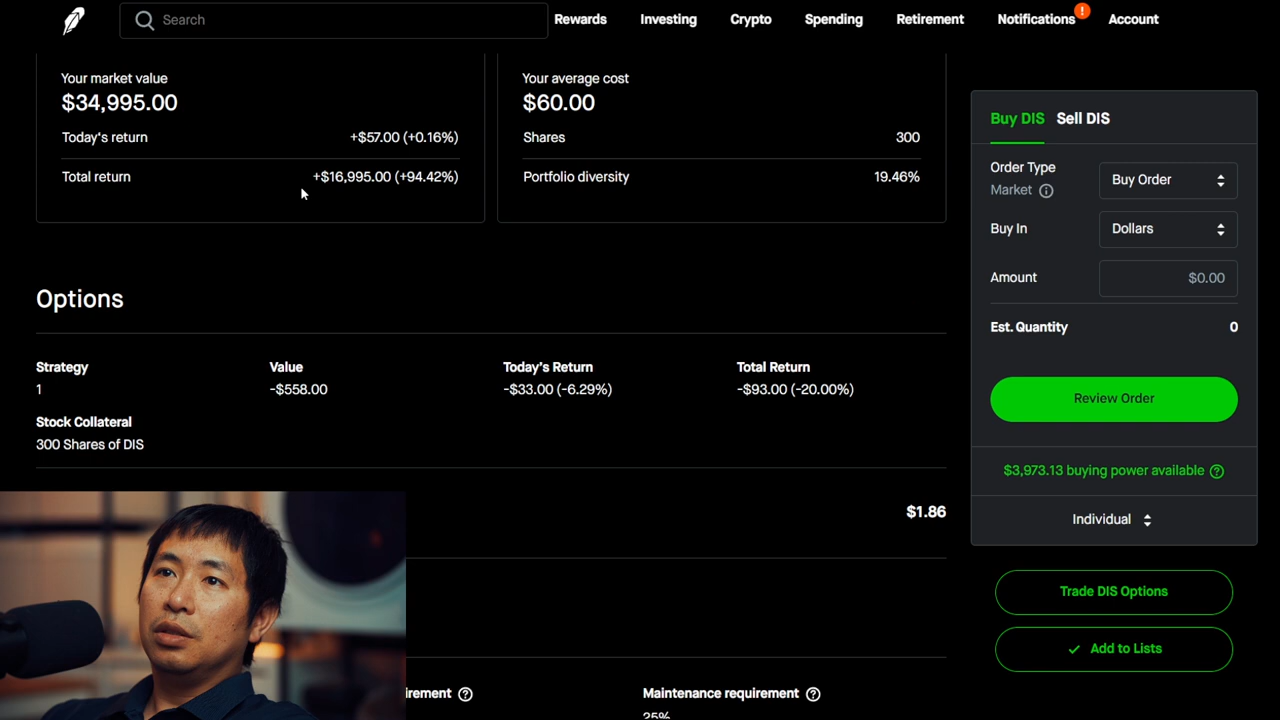 Search
Rewards
Investing
Crypto
Spending
Retirement
Notifications
!
Account
Your market value
$34,995.00
Today's return
+$57.00 (+0.16%)
Total return
+$16,995.00 (+94.42%)
Your average cost
$60.00
Shares
300
Portfolio diversity
19.46%
Options
Strategy
1
Value
-$558.00
Today's Return
-$33.00 (-6.29%)
Total Return
-$93.00 (-20.00%)
Stock Collateral
300 Shares of DIS
$1.86
Maintenance requirement ?
25%
Buy DIS
Sell DIS
Order Type
Market
Buy Order
Buy In
Dollars
Amount
$0.00
Est. Quantity
0
Review Order
$3,973.13 buying power available ?
Individual
Trade DIS Options
Add to Lists